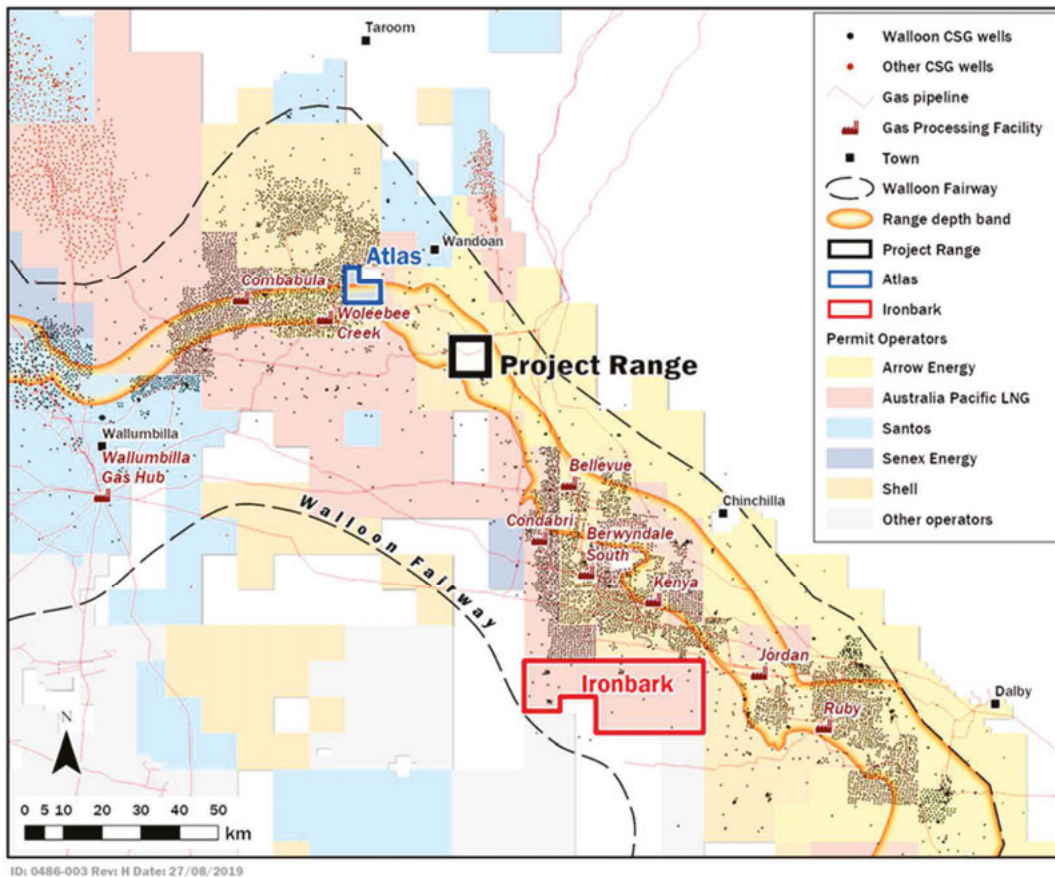 Taroom
Wandoan
Atlas
Combabula
Woleebee
Creek
Project Range
Wallumbilla
Wallumbilla
Gas Hub
Walloon Fairway
Bellevue
Condabri
Berwyndale
South
Kenya
Chinchilla
Ironbark
Jordan
Ruby
Dalby
N
0 5 10 20 30 40 50
km
Walloon CSG wells
Other CSG wells
Gas pipeline
Gas Processing Facility
Town
Walloon Fairway
Range depth band
Project Range
Atlas
Ironbark
Permit Operators
Arrow Energy
Australia Pacific LNG
Santos
Senex Energy
Shell
Other operators
ID: 0486-003 Rev: H Date: 27/08/2019